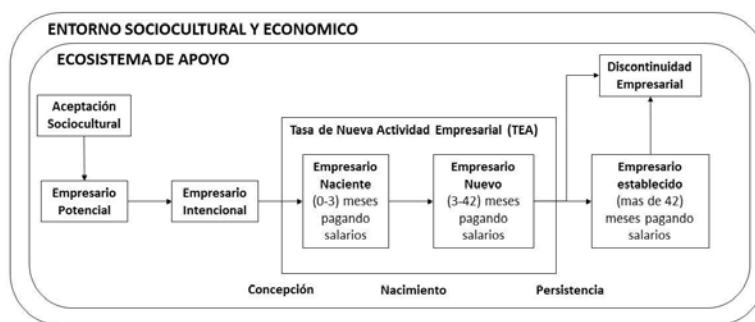 ENTORNO SOCIOCULTURAL Y ECONOMICO
ECOSISTEMA DE APOYO
Aceptación
Sociocultural
Empresario
Potencial
Empresario
Intencional
Tasa de Nueva Actividad Empresarial (TEA)
Empresario
Naciente
(0-3) meses
pagando
salarios
Empresario
Nuevo
(3-42) meses
pagando
salarios
Discontinuidad
Empresarial
Empresario
establecido
(mas de 42)
meses pagando
salarios
Concepción
Nacimiento
Persistencia